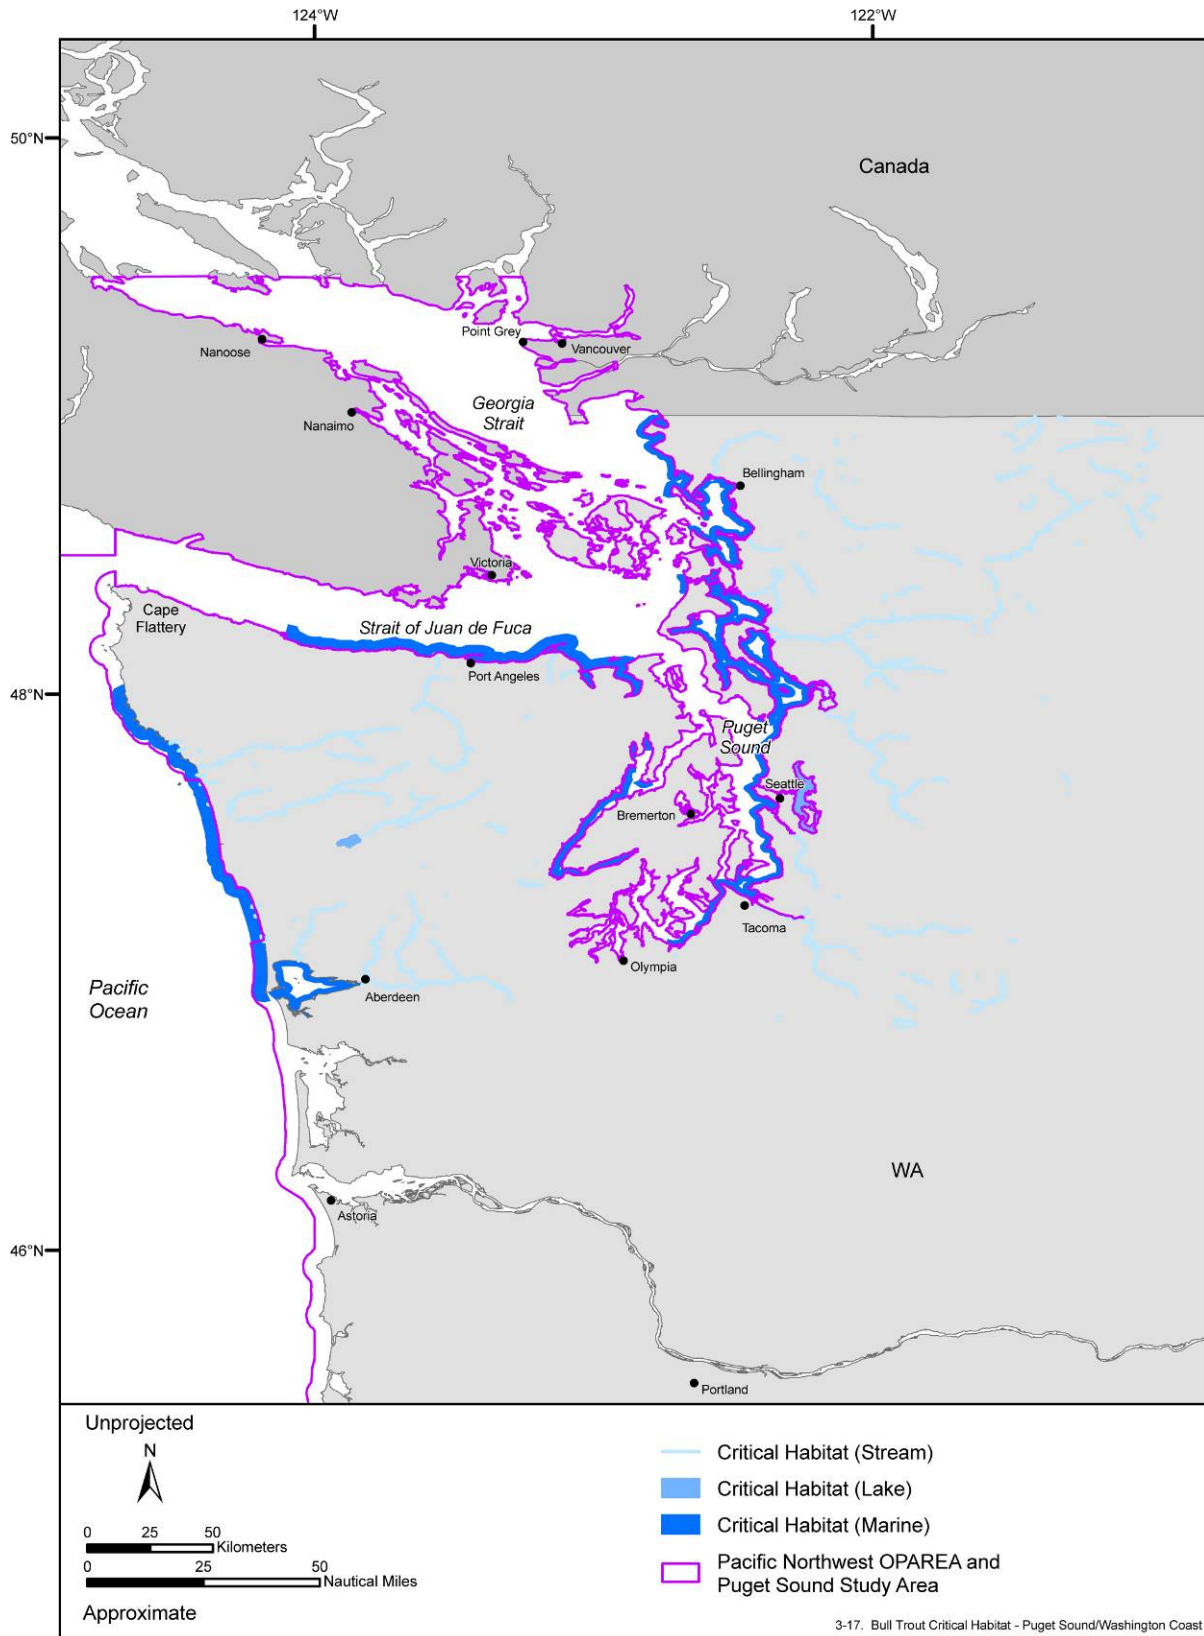 124°W
122°W
50°N
Canada
Point Grey
Vancouver
Nanoose
Georgia
Strait
Nanaimo
Bellingham
Victoria
Cape
Flattery
Strait of Juan de Fuca
Port Angeles
48°N
Puget
Sound
Seattle
Bremerton
Tacoma
Olympia
Pacific
Ocean
Aberdeen
WA
Astoria
46°N
Portland
Unprojected
N
0 25 50
Kilometers
0 25 50
Nautical Miles
Approximate
Critical Habitat (Stream)
Critical Habitat (Lake)
Critical Habitat (Marine)
Pacific Northwest OPAREA and
Puget Sound Study Area
3-17. Bull Trout Critical Habitat - Puget Sound/Washington Coast